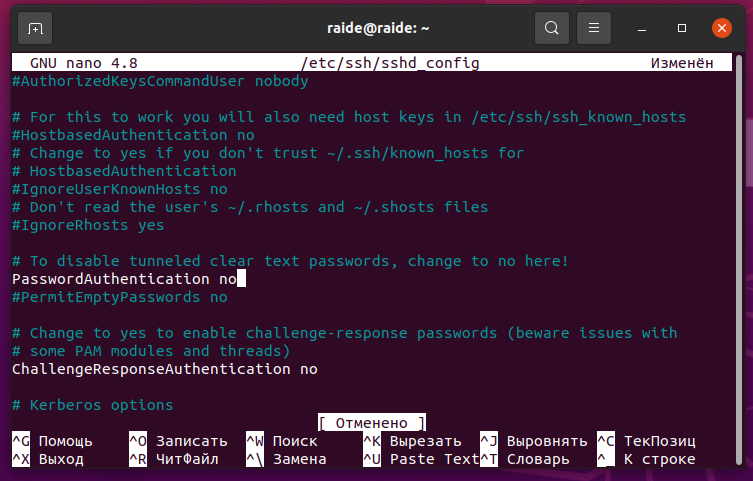 raide@raide: ~
GNU nano 4.8 /etc/ssh/sshd_config Изменён
#AuthorizedKeysCommandUser nobody
# For this to work you will also need host keys in /etc/ssh/ssh_known_hosts
#HostbasedAuthentication no
# Change to yes if you don't trust ~/.ssh/known_hosts for
# HostbasedAuthentication
#IgnoreUserKnownHosts no
# Don't read the user's ~/.rhosts and ~/.shosts files
#IgnoreRhosts yes
# To disable tunneled clear text passwords, change to no here!
PasswordAuthentication no
#PermitEmptyPasswords no
# Change to yes to enable challenge-response passwords (beware issues with
# some PAM modules and threads)
ChallengeResponseAuthentication no
# Kerberos options
[ Отменено ]
^G Помощь ^O Записать ^W Поиск ^K Вырезать ^J Выровнять ^C ТекПозиц
^X Выход ^R ЧитФайл ^\ Замена ^U Paste Text ^T Словарь ^_ К строке